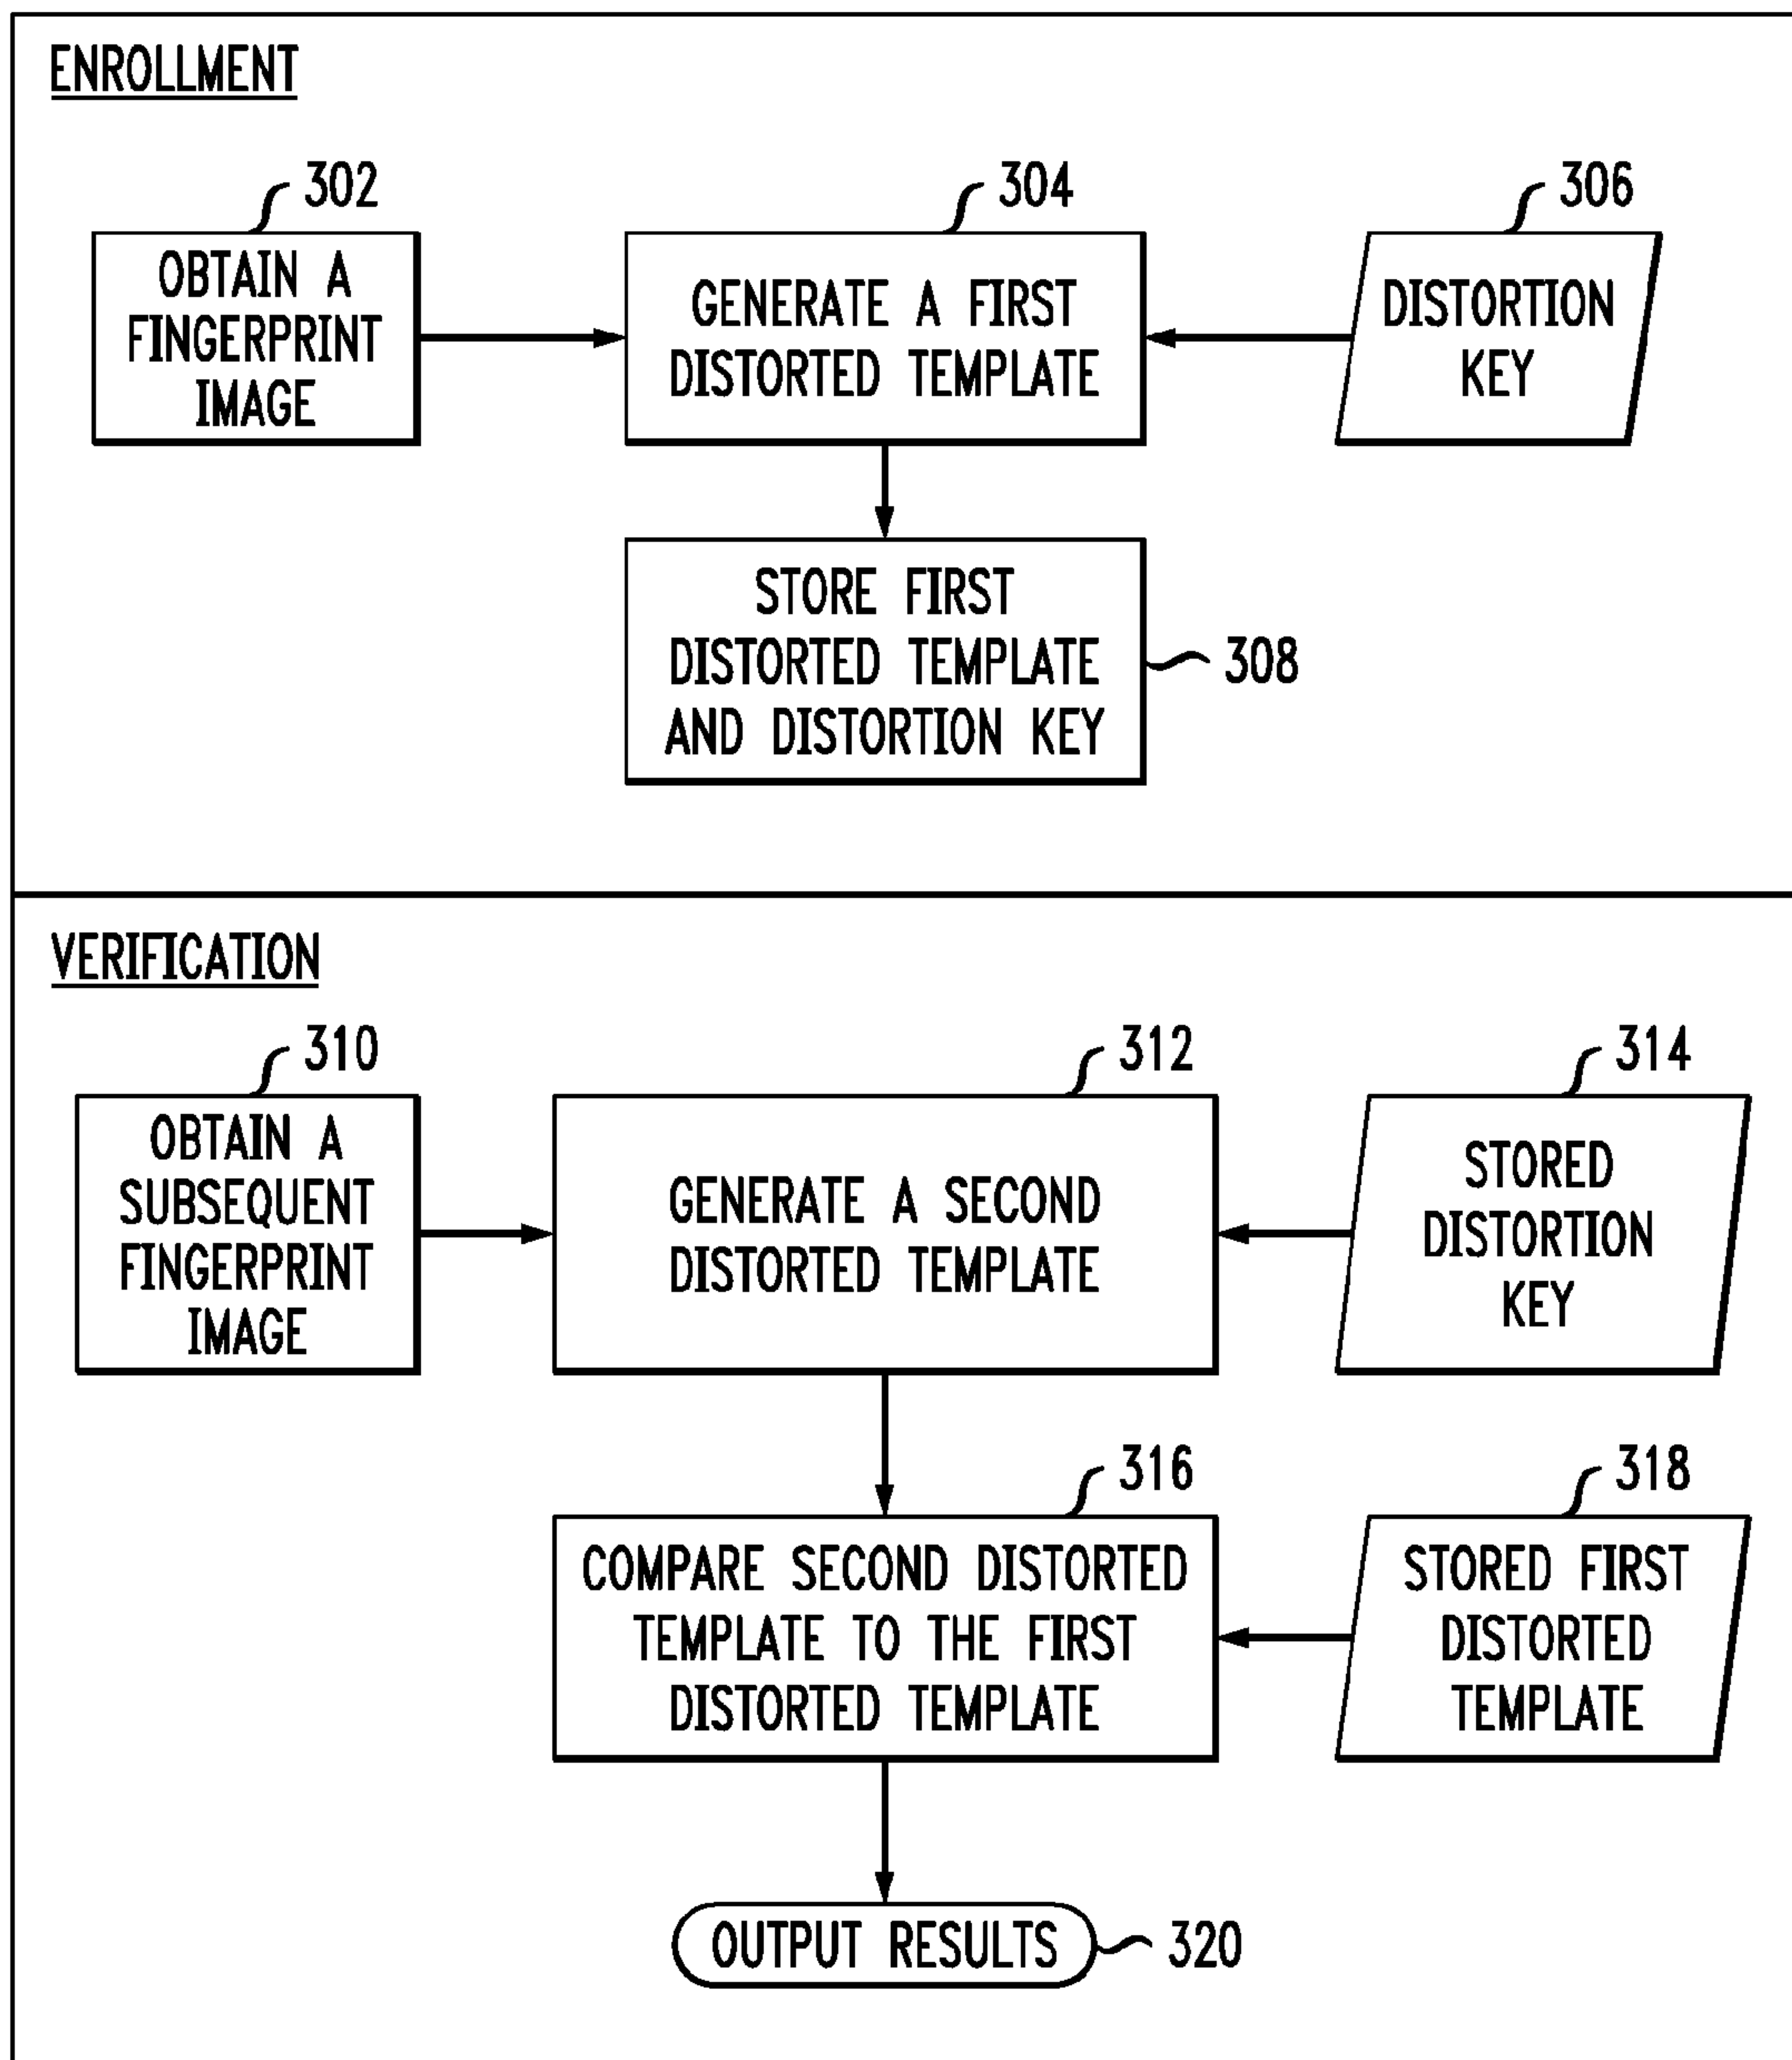 ENROLLMENT
302
304
306
OBTAIN A
FINGERPRINT
IMAGE
GENERATE A FIRST
DISTORTED TEMPLATE
DISTORTION
KEY
STORE FIRST
DISTORTED TEMPLATE
AND DISTORTION KEY
308
VERIFICATION
310
312
314
OBTAIN A
SUBSEQUENT
FINGERPRINT
IMAGE
GENERATE A SECOND
DISTORTED TEMPLATE
STORED
DISTORTION
KEY
316
318
COMPARE SECOND DISTORTED
TEMPLATE TO THE FIRST
DISTORTED TEMPLATE
STORED FIRST
DISTORTED
TEMPLATE
OUTPUT RESULTS
320